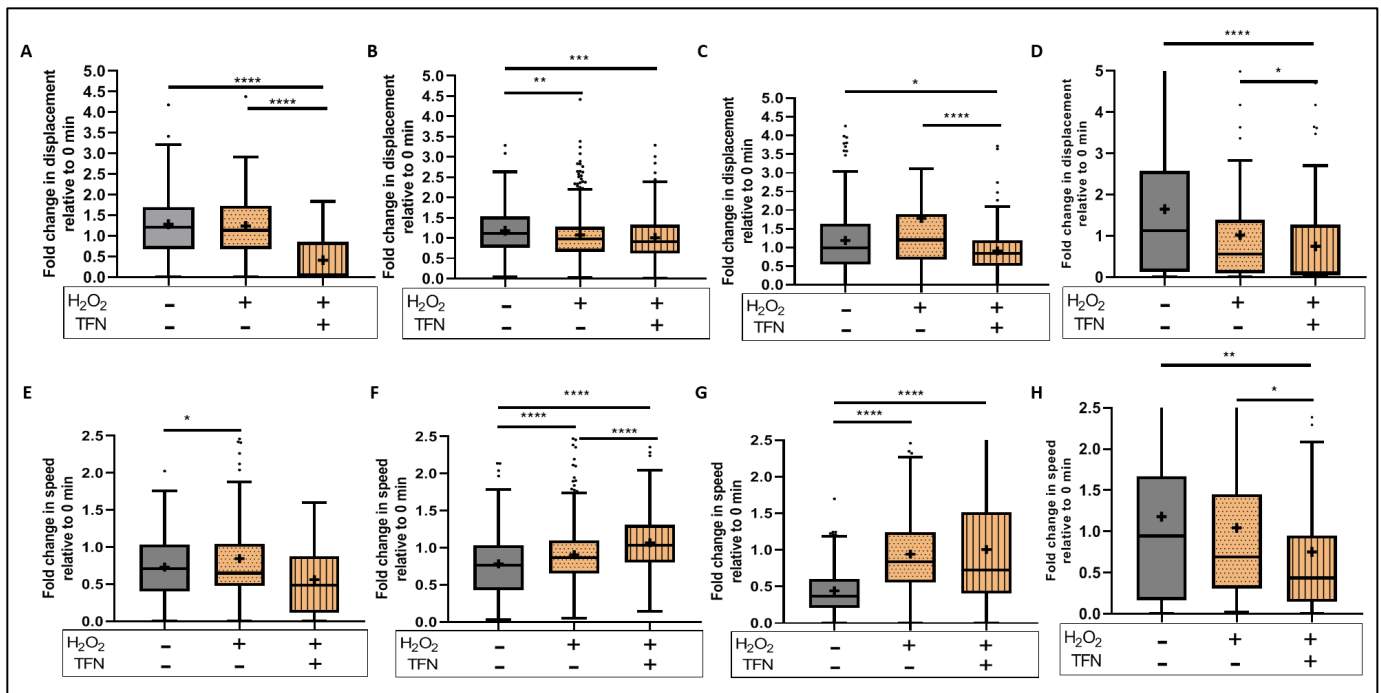 A
B
C
D
Fold change in displacement
relative to 0 min
5.0
4.5
4.0
3.5
3.0
2.5
2.0
1.5
1.0
0.5
0.0
****
****
H₂O₂ - + +
TFN - - +
Fold change in displacement
relative to 0 min
5.0
4.5
4.0
3.5
3.0
2.5
2.0
1.5
1.0
0.5
0.0
***
**
- + +
- - +
Fold change in displacement
relative to 0 min
5.0
4.5
4.0
3.5
3.0
2.5
2.0
1.5
1.0
0.5
0.0
*
****
H₂O₂ - + +
TFN - - +
Fold change in displacement
relative to 0 min
5
4
3
2
1
0
****
*
H₂O₂ - + +
TFN - - +
E
F
G
H
Fold change in speed
relative to 0 min
2.5
2.0
1.5
1.0
0.5
0.0
*
H₂O₂ - + +
TFN - - +
Fold change in speed
relative to 0 min
2.5
2.0
1.5
1.0
0.5
0.0
****
****
****
H₂O₂ - + +
TFN - - +
Fold change in speed
relative to 0 min
2.5
2.0
1.5
1.0
0.5
0.0
****
****
H₂O₂ - + +
TFN - - +
Fold change in speed
relative to 0 min
2.5
2.0
1.5
1.0
0.5
0.0
**
*
H₂O₂ - + +
TFN - - +